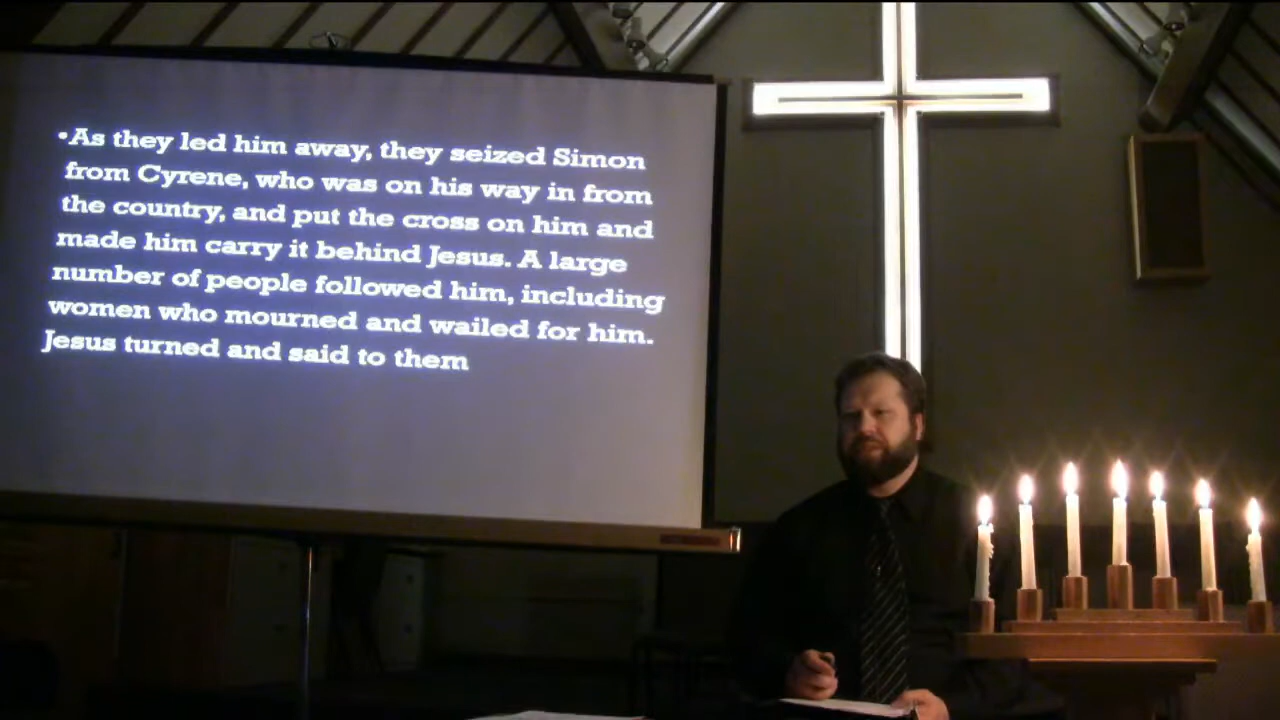 •As they led him away, they seized Simon
from Cyrene, who was on his way in from
the country, and put the cross on him and
made him carry it behind Jesus. A large
number of people followed him, including
women who mourned and wailed for him.
Jesus turned and said to them